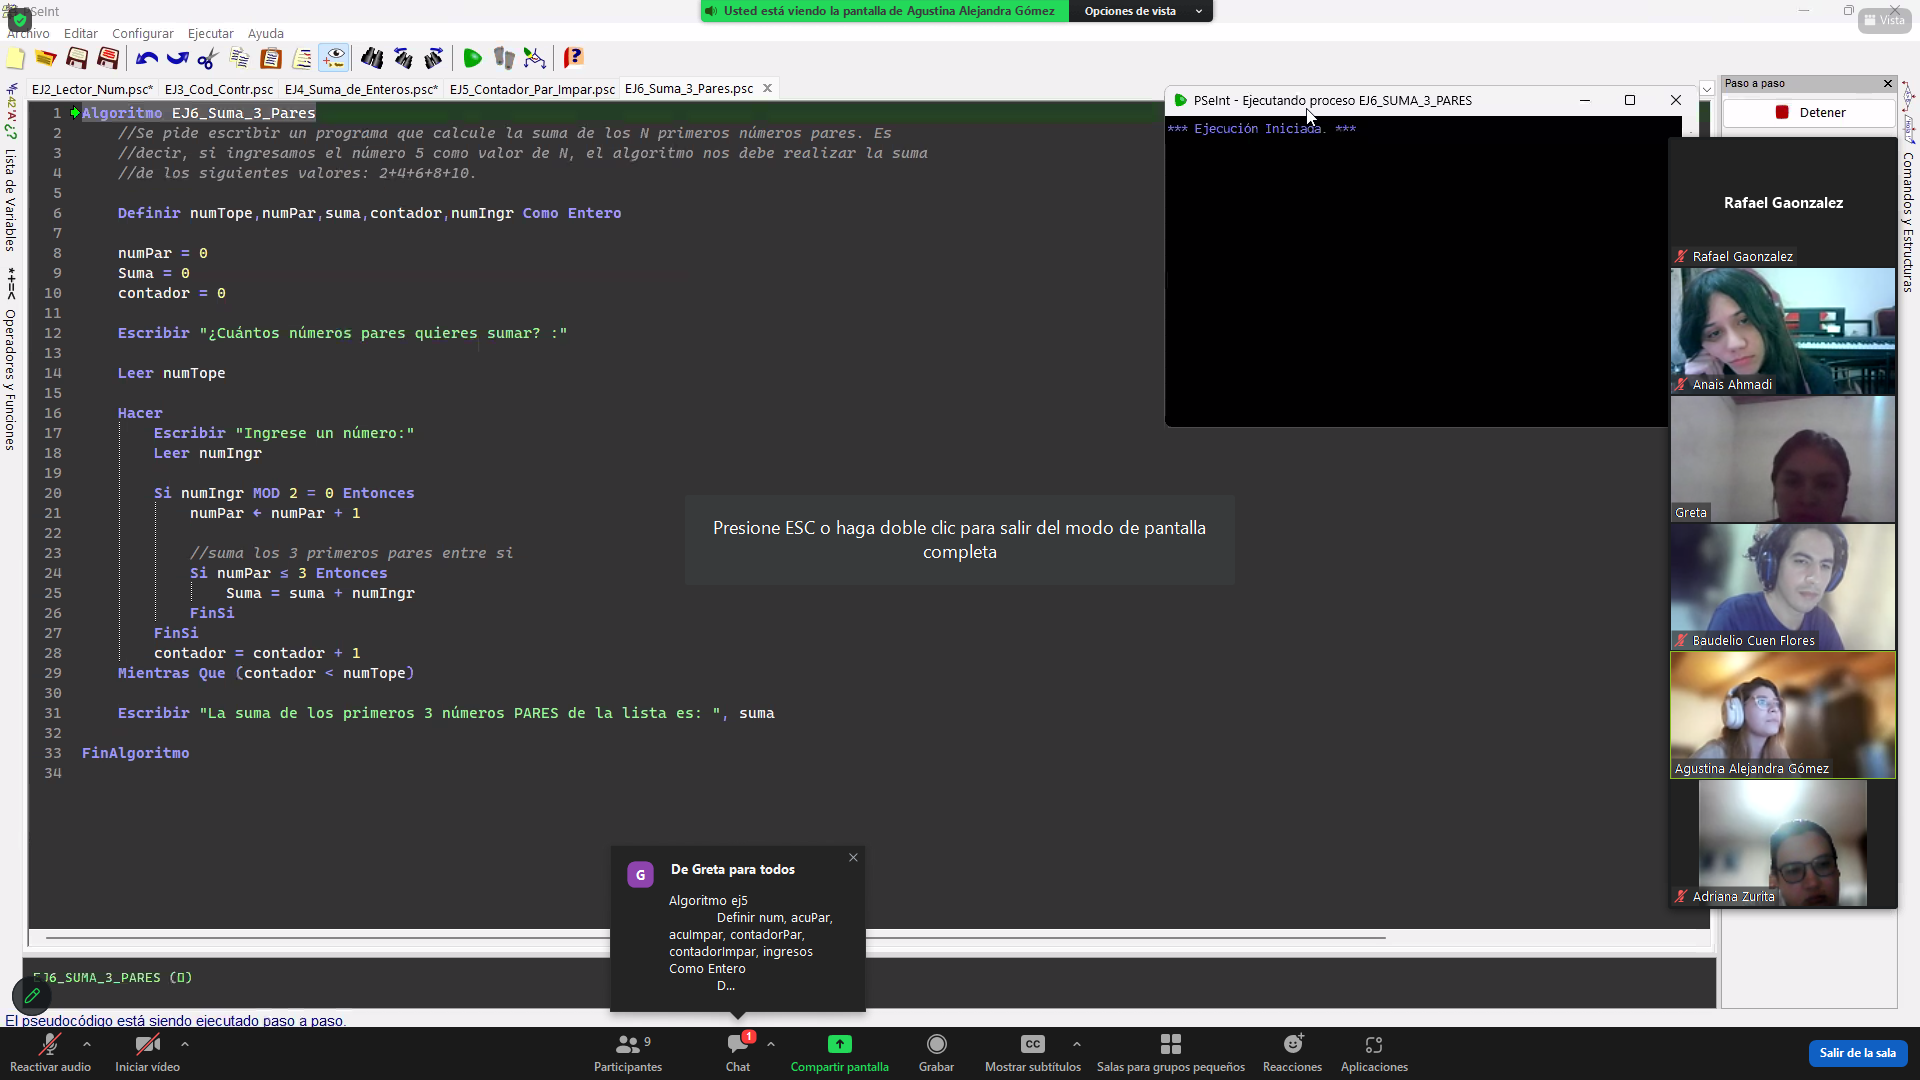 PSeInt
Usted está viendo la pantalla de Agustina Alejandra Gómez
Opciones de vista
Vista
Archivo Editar Configurar Ejecutar Ayuda
EJ2_Lector_Num.psc* EJ3_Cod_Contr.psc EJ4_Suma_de_Enteros.psc* EJ5_Contador_Par_Impar.psc EJ6_Suma_3_Pares.psc
Lista de Variables
Operadores y Funciones
1 Algoritmo EJ6_Suma_3_Pares
2 //Se pide escribir un programa que calcule la suma de los N primeros números pares. Es
3 //decir, si ingresamos el número 5 como valor de N, el algoritmo nos debe realizar la suma
4 //de los siguientes valores: 2+4+6+8+10.
5
6 Definir numTope,numPar,suma,contador,numIngr Como Entero
7
8 numPar = 0
9 Suma = 0
10 contador = 0
11
12 Escribir "¿Cuántos números pares quieres sumar? :"
13
14 Leer numTope
15
16 Hacer
17 Escribir "Ingrese un número:"
18 Leer numIngr
19
20 Si numIngr MOD 2 = 0 Entonces
21 numPar ← numPar + 1
22
23 //suma los 3 primeros pares entre si
24 Si numPar ≤ 3 Entonces
25 Suma = suma + numIngr
26 FinSi
27 FinSi
28 contador = contador + 1
29 Mientras Que (contador < numTope)
30
31 Escribir "La suma de los primeros 3 números PARES de la lista es: ", suma
32
33 FinAlgoritmo
34
PSeInt - Ejecutando proceso EJ6_SUMA_3_PARES
*** Ejecución Iniciada. ***
Paso a paso
Detener
Comandos y Estructuras
Rafael Gaonzalez
Rafael Gaonzalez
Anais Ahmadi
Greta
Baudelio Cuen Flores
Agustina Alejandra Gómez
Adriana Zurita
Presione ESC o haga doble clic para salir del modo de pantalla
completa
G
De Greta para todos
Algoritmo ej5
Definir num, acuPar,
acuImpar, contadorPar,
contadorImpar, ingresos
Como Entero
D...
EJ6_SUMA_3_PARES
El pseudocódigo está siendo ejecutado paso a paso.
Reactivar audio
Iniciar vídeo
9
Participantes
1
Chat
Compartir pantalla
Grabar
CC
Mostrar subtítulos
Salas para grupos pequeños
Reacciones
Aplicaciones
Salir de la sala